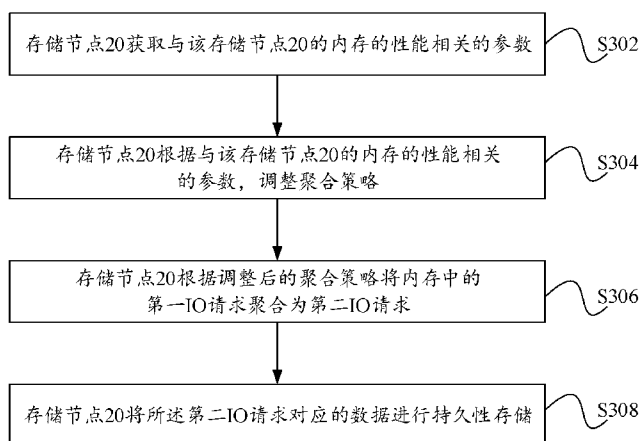 存储节点20获取与该存储节点20的内存的性能相关的参数
S302
存储节点20根据与该存储节点20的内存的性能相关
的参数，调整聚合策略
S304
存储节点20根据调整后的聚合策略将内存中的
第一IO请求聚合为第二IO请求
S306
存储节点20将所述第二IO请求对应的数据进行持久性存储
S308